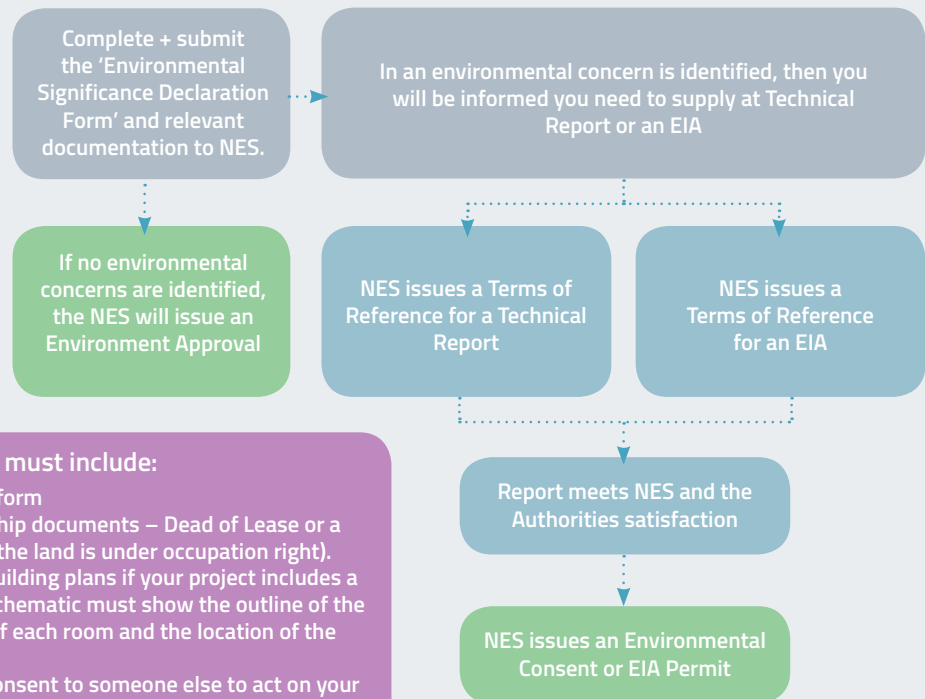 Complete + submit
the ‘Environmental
Significance Declaration
Form’ and relevant
documentation to NES.
In an environmental concern is identified, then you
will be informed you need to supply at Technical
Report or an EIA
If no environmental
concerns are identified,
the NES will issue an
Environment Approval
NES issues a Terms of
Reference for a Technical
Report
NES issues a
Terms of Reference
for an EIA
Report meets NES and the
Authorities satisfaction
NES issues an Environmental
Consent or EIA Permit
must include:
form
hip documents – Dead of Lease or a
the land is under occupation right).
uilding plans if your project includes a
chematic must show the outline of the
f each room and the location of the
onsent to someone else to act on your